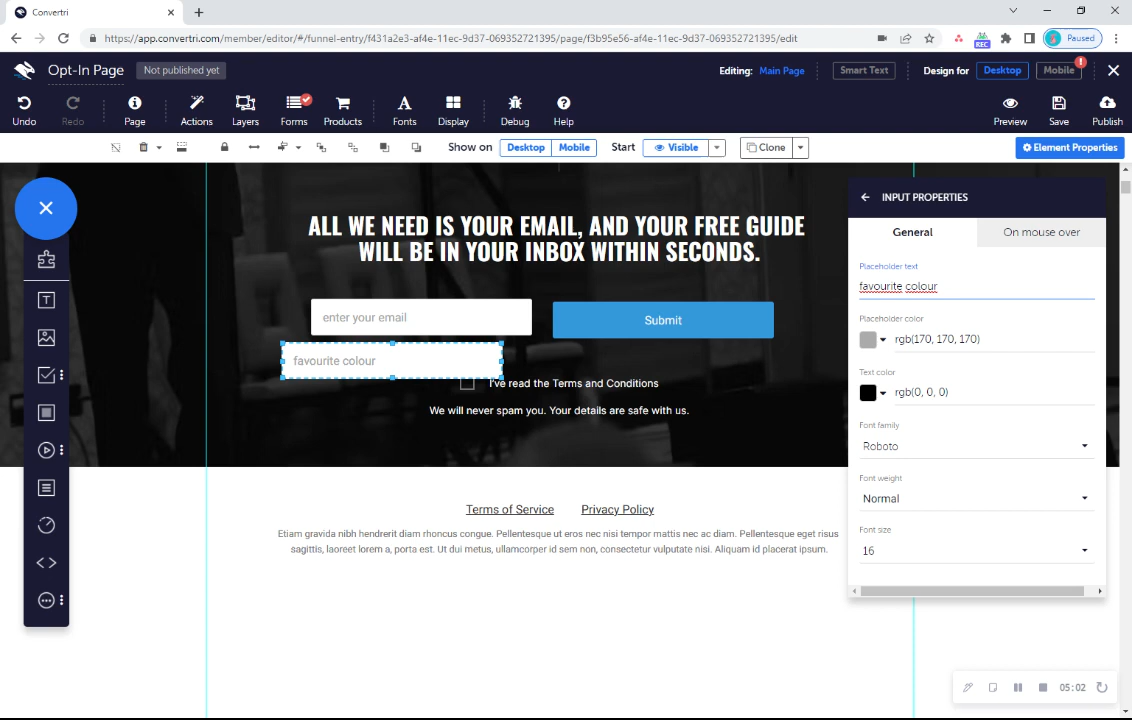 Convertri
https://app.convertri.com/member/editor/#/funnel-entry/f431a2e3-af4e-11ec-9d37-069352721395/page/f3b95e56-af4e-11ec-9d37-069352721395/edit
REC
Paused
Opt-In Page
Not published yet
Editing: Main Page
Smart Text
Design for
Desktop
Mobile
!
Undo
Redo
Page
Actions
Layers
Forms
Products
Fonts
Display
Debug
Help
Preview
Save
Publish
Show on
Desktop
Mobile
Start
Visible
Clone
Element Properties
ALL WE NEED IS YOUR EMAIL, AND YOUR FREE GUIDE
WILL BE IN YOUR INBOX WITHIN SECONDS.
enter your email
Submit
favourite colour
I've read the Terms and Conditions
We will never spam you. Your details are safe with us.
Terms of Service
Privacy Policy
Etiam gravida nibh hendrerit diam rhoncus congue. Pellentesque ut eros nec nisi tempor mattis nec ac diam. Pellentesque eget risus
sagittis, laoreet lorem a, porta est. Ut dui metus, ullamcorper id sem non, consectetur vulputate nisi. Aliquam id placerat ipsum.
INPUT PROPERTIES
General
On mouse over
Placeholder text
favourite colour
Placeholder color
rgb(170, 170, 170)
Text color
rgb(0, 0, 0)
Font family
Roboto
Font weight
Normal
Font size
16
05:02